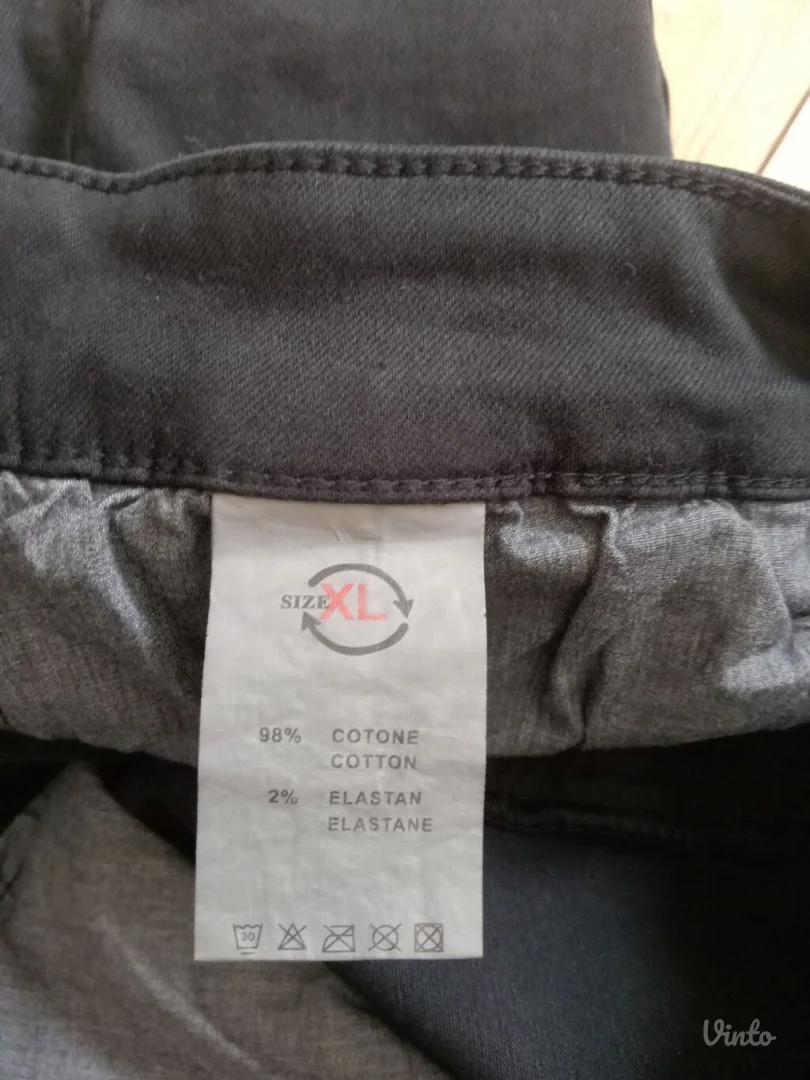 SIZE XL
98% COTONE
COTTON
2% ELASTAN
ELASTANE
30
Vinto